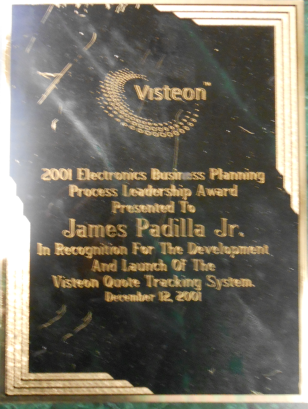 Visteon™
2001 Electronics Business Planning
Process Leadership Award
Presented To
James Padilla Jr.
In Recognition For The Development
And Launch Of The
Visteon Quote Tracking System.
December 12, 2001